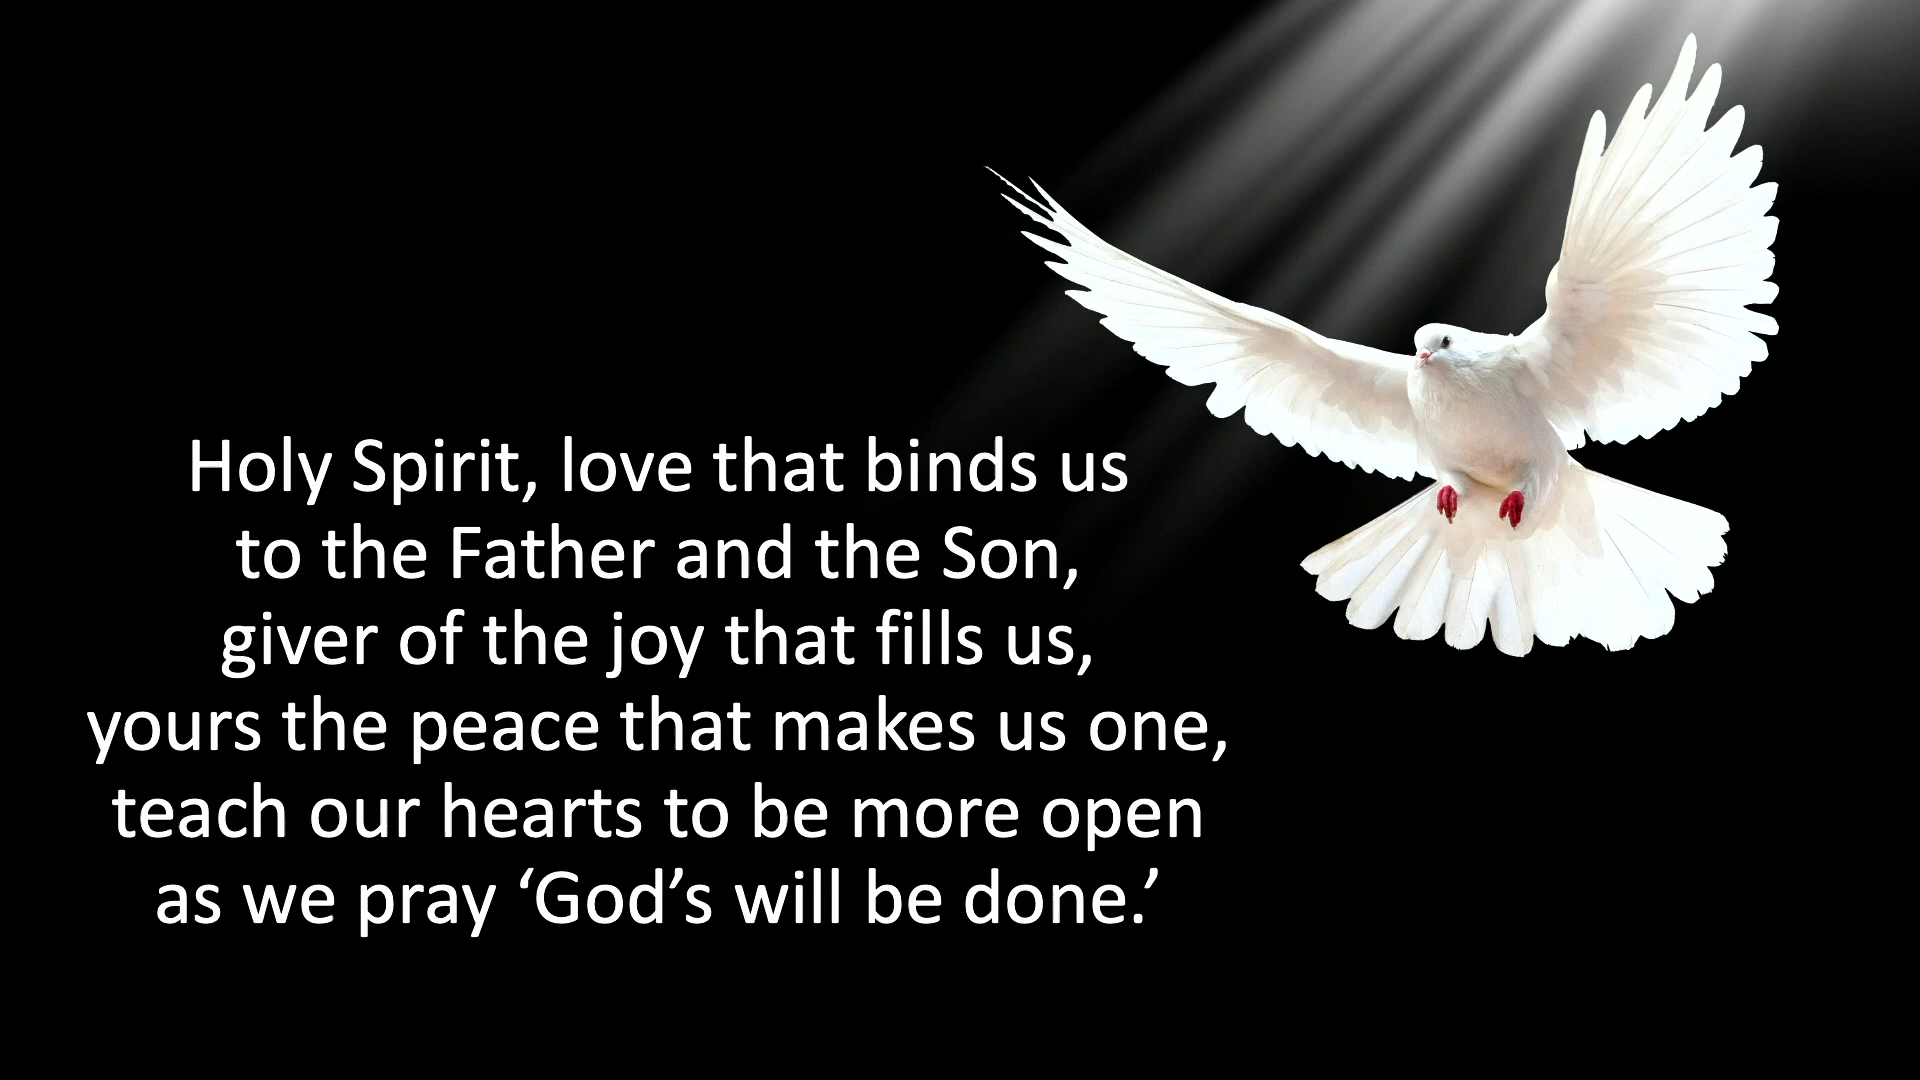 Holy Spirit, love that binds us
to the Father and the Son,
giver of the joy that fills us,
yours the peace that makes us one,
teach our hearts to be more open
as we pray ‘God’s will be done.’